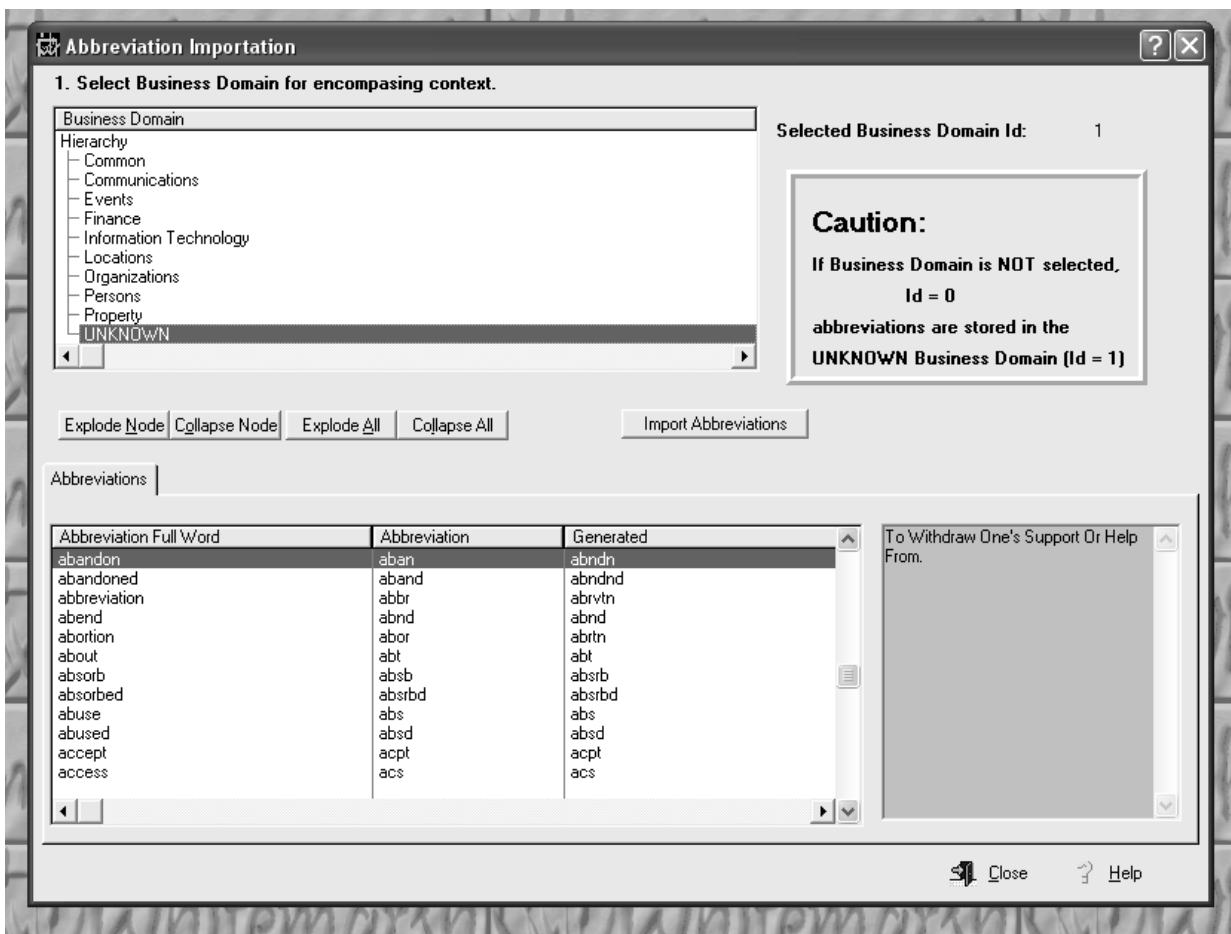 Abbreviation Importation
1. Select Business Domain for encompasing context.
Business Domain
Hierarchy
Common
Communications
Events
Finance
Information Technology
Locations
Organizations
Persons
Property
UNKNOWN
Selected Business Domain Id: 1
Caution:
If Business Domain is NOT selected,
Id = 0
abbreviations are stored in the
UNKNOWN Business Domain (Id = 1)
Explode Node Collapse Node Explode All Collapse All Import Abbreviations
Abbreviations
Abbreviation Full Word Abbreviation Generated
abandon aban abndn
abandoned aband abndnd
abbreviation abbr abrvtn
abend abnd abnd
abortion abor abrtn
about abt abt
absorb absb absrb
absorbed absrbd absrbd
abuse abs abs
abused absd absd
accept acpt acpt
access acs acs
To Withdraw One's Support Or Help
From.
Close Help